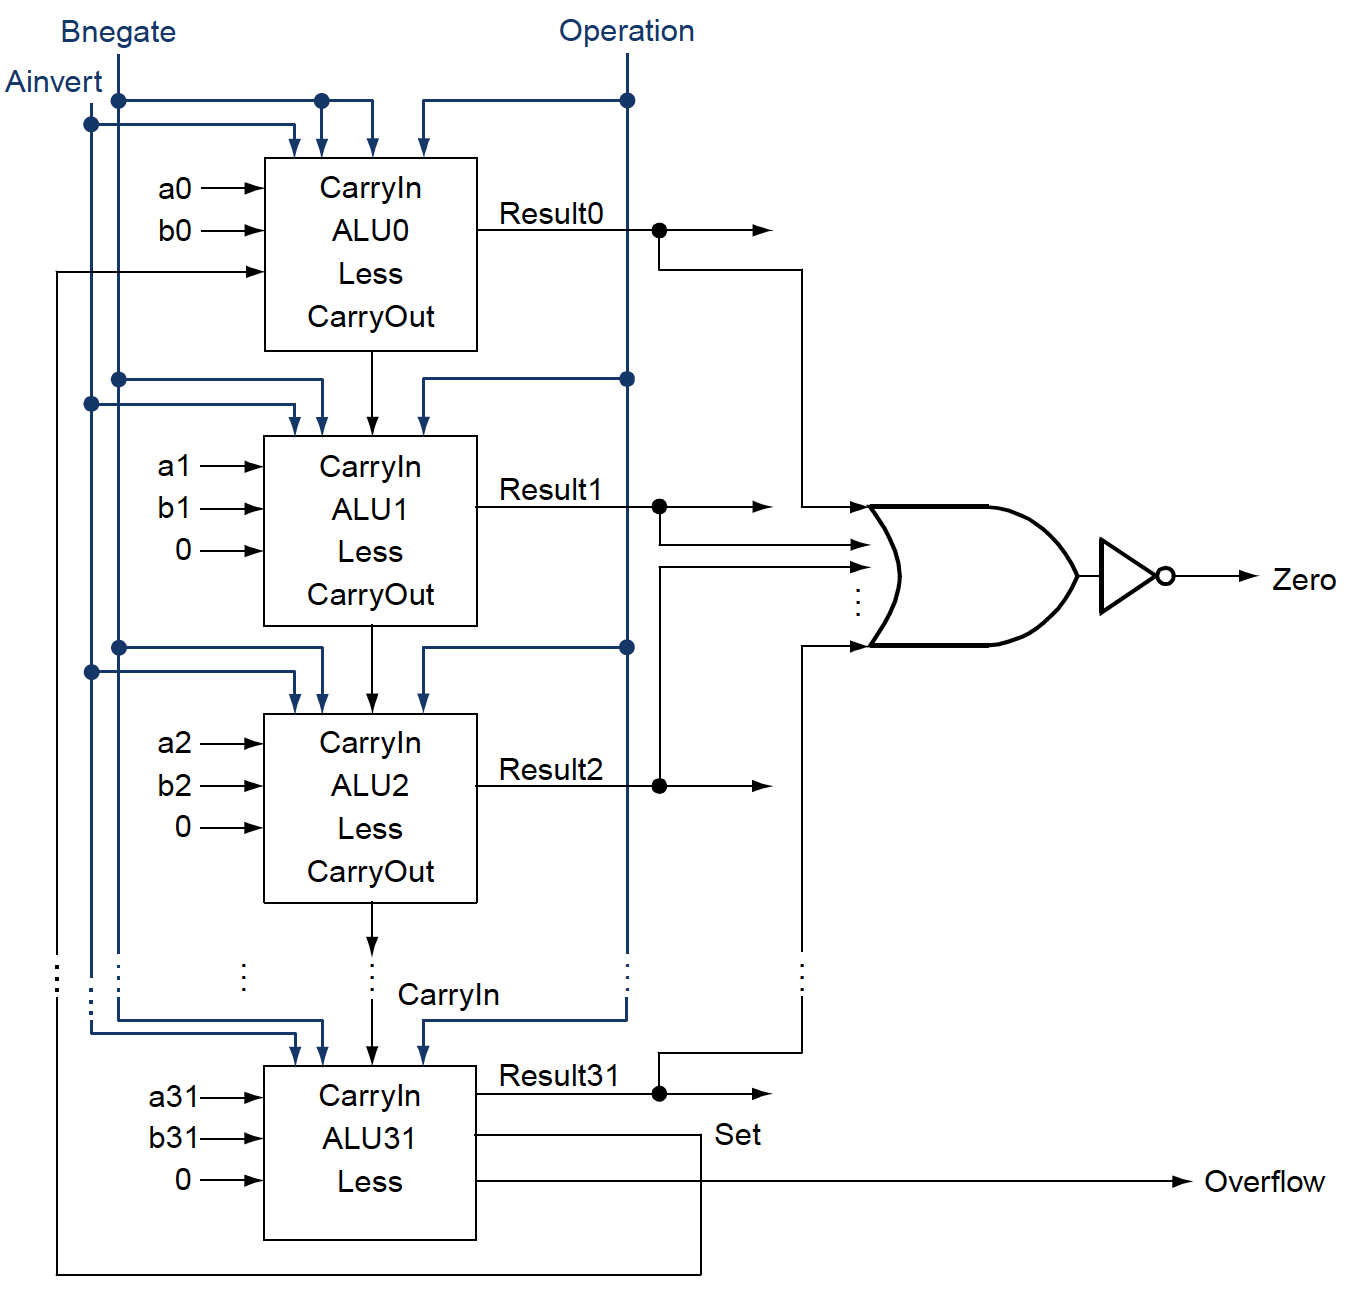 Bnegate
Operation
Ainvert
a0
b0
CarryIn
ALU0
Less
CarryOut
Result0
a1
b1
0
CarryIn
ALU1
Less
CarryOut
Result1
Zero
a2
b2
0
CarryIn
ALU2
Less
CarryOut
Result2
CarryIn
a31
b31
0
CarryIn
ALU31
Less
Result31
Set
Overflow